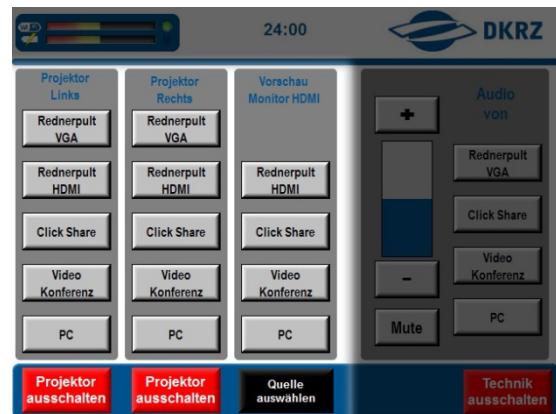 24:00
DKRZ
Projektor
Links
Rednerpult
VGA
Rednerpult
HDMI
Click Share
Video
Konferenz
PC
Projektor
ausschalten
Projektor
Rechts
Rednerpult
VGA
Rednerpult
HDMI
Click Share
Video
Konferenz
PC
Projektor
ausschalten
Vorschau
Monitor HDMI
Rednerpult
HDMI
Click Share
Video
Konferenz
PC
Quelle
auswählen
+
-
Mute
Audio
von
Rednerpult
VGA
Click Share
Video
Konferenz
PC
Technik
ausschalten